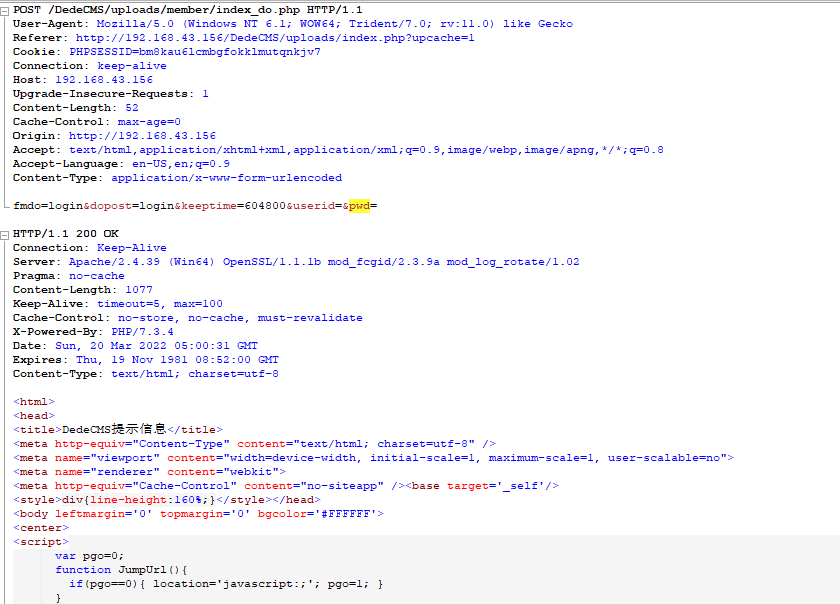 POST /DedeCMS/uploads/member/index_do.php HTTP/1.1
User-Agent: Mozilla/5.0 (Windows NT 6.1; WOW64; Trident/7.0; rv:11.0) like Gecko
Referer: http://192.168.43.156/DedeCMS/uploads/index.php?upcache=1
Cookie: PHPSESSID=bm8kau6lcmbgfokklmutqnkjv7
Connection: keep-alive
Host: 192.168.43.156
Upgrade-Insecure-Requests: 1
Content-Length: 52
Cache-Control: max-age=0
Origin: http://192.168.43.156
Accept: text/html,application/xhtml+xml,application/xml;q=0.9,image/webp,image/apng,*/*;q=0.8
Accept-Language: en-US,en;q=0.9
Content-Type: application/x-www-form-urlencoded
fmdo=login&dopost=login&keeptime=604800&userid=&pwd=
HTTP/1.1 200 OK
Connection: Keep-Alive
Server: Apache/2.4.39 (Win64) OpenSSL/1.1.1b mod_fcgid/2.3.9a mod_log_rotate/1.02
Pragma: no-cache
Content-Length: 1077
Keep-Alive: timeout=5, max=100
Cache-Control: no-store, no-cache, must-revalidate
X-Powered-By: PHP/7.3.4
Date: Sun, 20 Mar 2022 05:00:31 GMT
Expires: Thu, 19 Nov 1981 08:52:00 GMT
Content-Type: text/html; charset=utf-8
<html>
<head>
<title>DedeCMS提示信息</title>
<meta http-equiv="Content-Type" content="text/html; charset=utf-8" />
<meta name="viewport" content="width=device-width, initial-scale=1, maximum-scale=1, user-scalable=no">
<meta name="renderer" content="webkit">
<meta http-equiv="Cache-Control" content="no-siteapp" /><base target='_self'/>
<style>div{line-height:160%;}</style></head>
<body leftmargin='0' topmargin='0' bgcolor='#FFFFFF'>
<center>
<script>
var pgo=0;
function JumpUrl(){
if(pgo==0){ location='javascript:;'; pgo=1; }
}